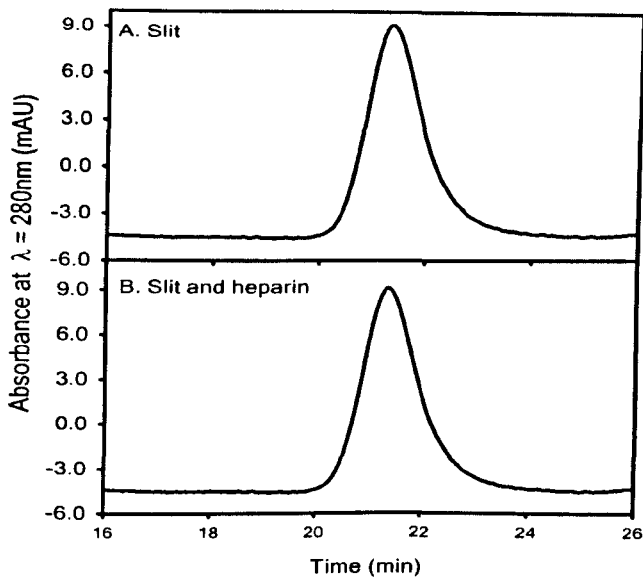 Absorbance at λ = 280nm (mAU)
A. Slit
9.0
6.0
3.0
0.0
-3.0
-6.0
B. Slit and heparin
9.0
6.0
3.0
0.0
-3.0
-6.0
16 18 20 22 24 26
Time (min)